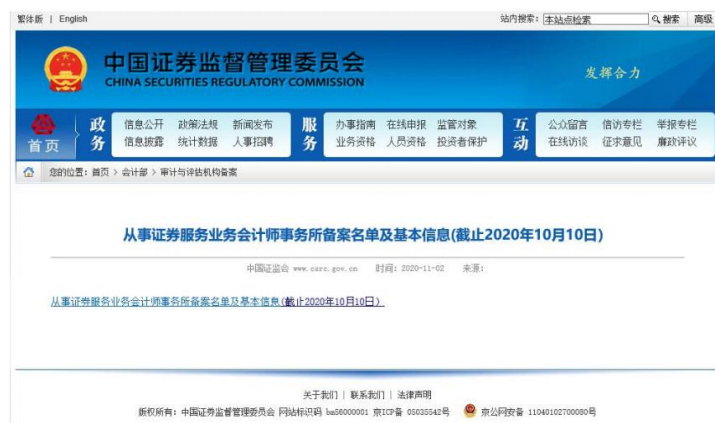 繁体版 | English 站内搜索: 本站点检索 搜索 高级
中国证券监督管理委员会
CHINA SECURITIES REGULATORY COMMISSION
发挥合力
首页
政务
信息公开 政策法规 新闻发布
信息披露 统计数据 人事招聘
服务
办事指南 在线申报 监管对象
业务资格 人员资格 投资者保护
互动
公众留言 信访专栏 举报专栏
在线访谈 征求意见 廉政评议
您的位置: 首页 > 会计部 > 审计与评估机构备案
从事证券服务业务会计师事务所备案名单及基本信息(截止2020年10月10日)
中国证监会 www.csrc.gov.cn 时间: 2020-11-02 来源:
从事证券服务业务会计师事务所备案名单及基本信息(截止2020年10月10日)
关于我们 | 联系我们 | 法律声明
版权所有: 中国证券监督管理委员会 网站标识码 bm56000001 京ICP备 05035542号 京公网安备 11040102700080号